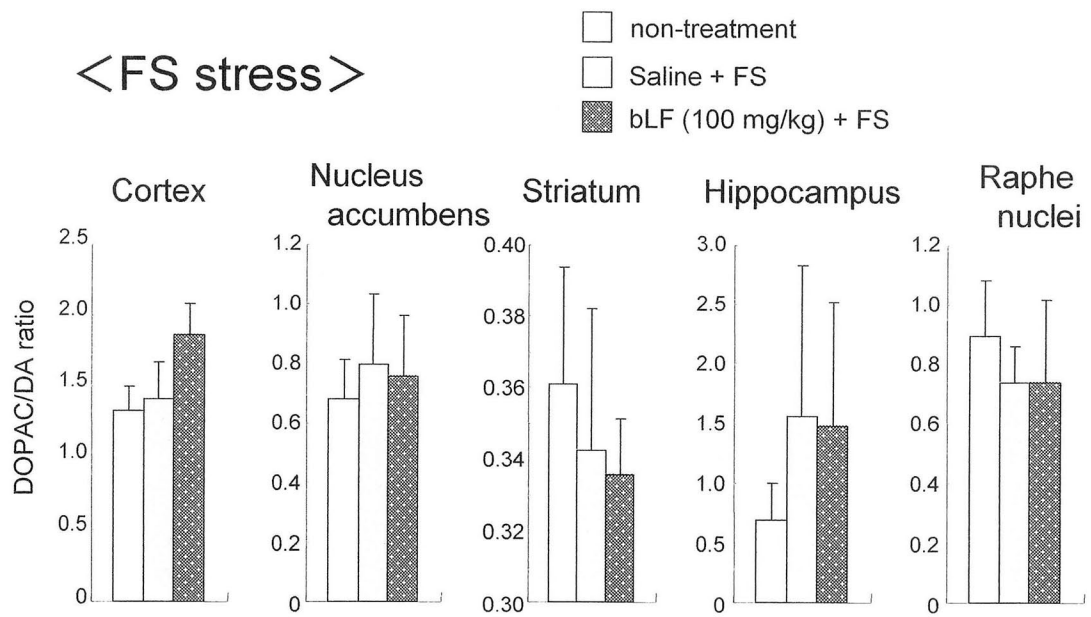 <FS stress>
non-treatment
Saline + FS
bLF (100 mg/kg) + FS
Cortex
Nucleus
accumbens
Striatum
Hippocampus
Raphe
nuclei
DOPAC/DA ratio
2.5
2.0
1.5
1.0
0.5
0
1.2
1.0
0.8
0.6
0.4
0.2
0
0.40
0.38
0.36
0.34
0.32
0.30
3.0
2.5
2.0
1.5
1.0
0.5
0
1.2
1.0
0.8
0.6
0.4
0.2
0